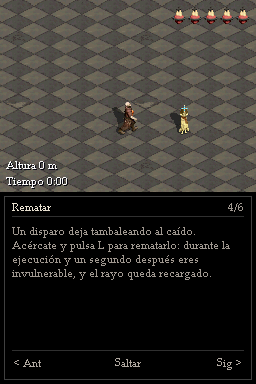 Altura 0 m
Tiempo 0:00
Rematar 4/6
Un disparo deja tambaleando al caído.
Acércate y pulsa L para rematarlo: durante la
ejecución y un segundo después eres
invulnerable, y el rayo queda recargado.
< Ant Saltar Sig >